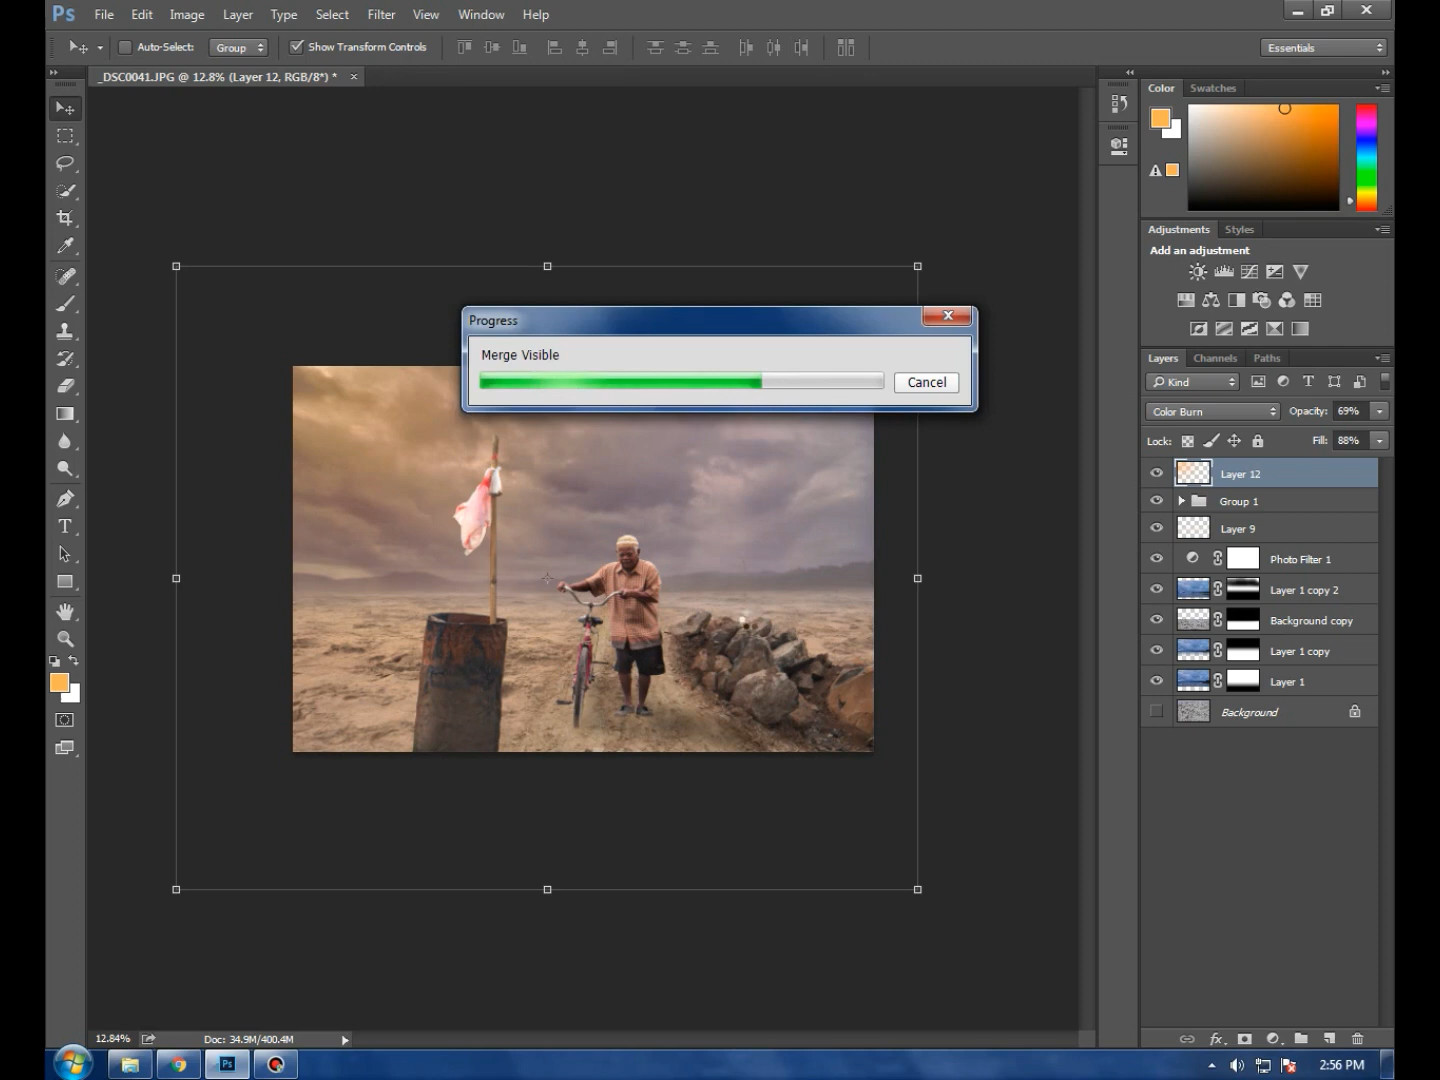 Ps File Edit Image Layer Type Select Filter View Window Help
Auto-Select: Group Show Transform Controls Essentials
_DSC0041.JPG @ 12.8% (Layer 12, RGB/8*) * ×
Color Swatches
Adjustments Styles
Add an adjustment
Progress
Merge Visible
Cancel
Layers Channels Paths
Kind
Color Burn Opacity: 69%
Lock: Fill: 88%
Layer 12
Group 1
Layer 9
Photo Filter 1
Layer 1 copy 2
Background copy
Layer 1 copy
Layer 1
Background
12.84% Doc: 34.9M/400.4M
Ps 2:56 PM